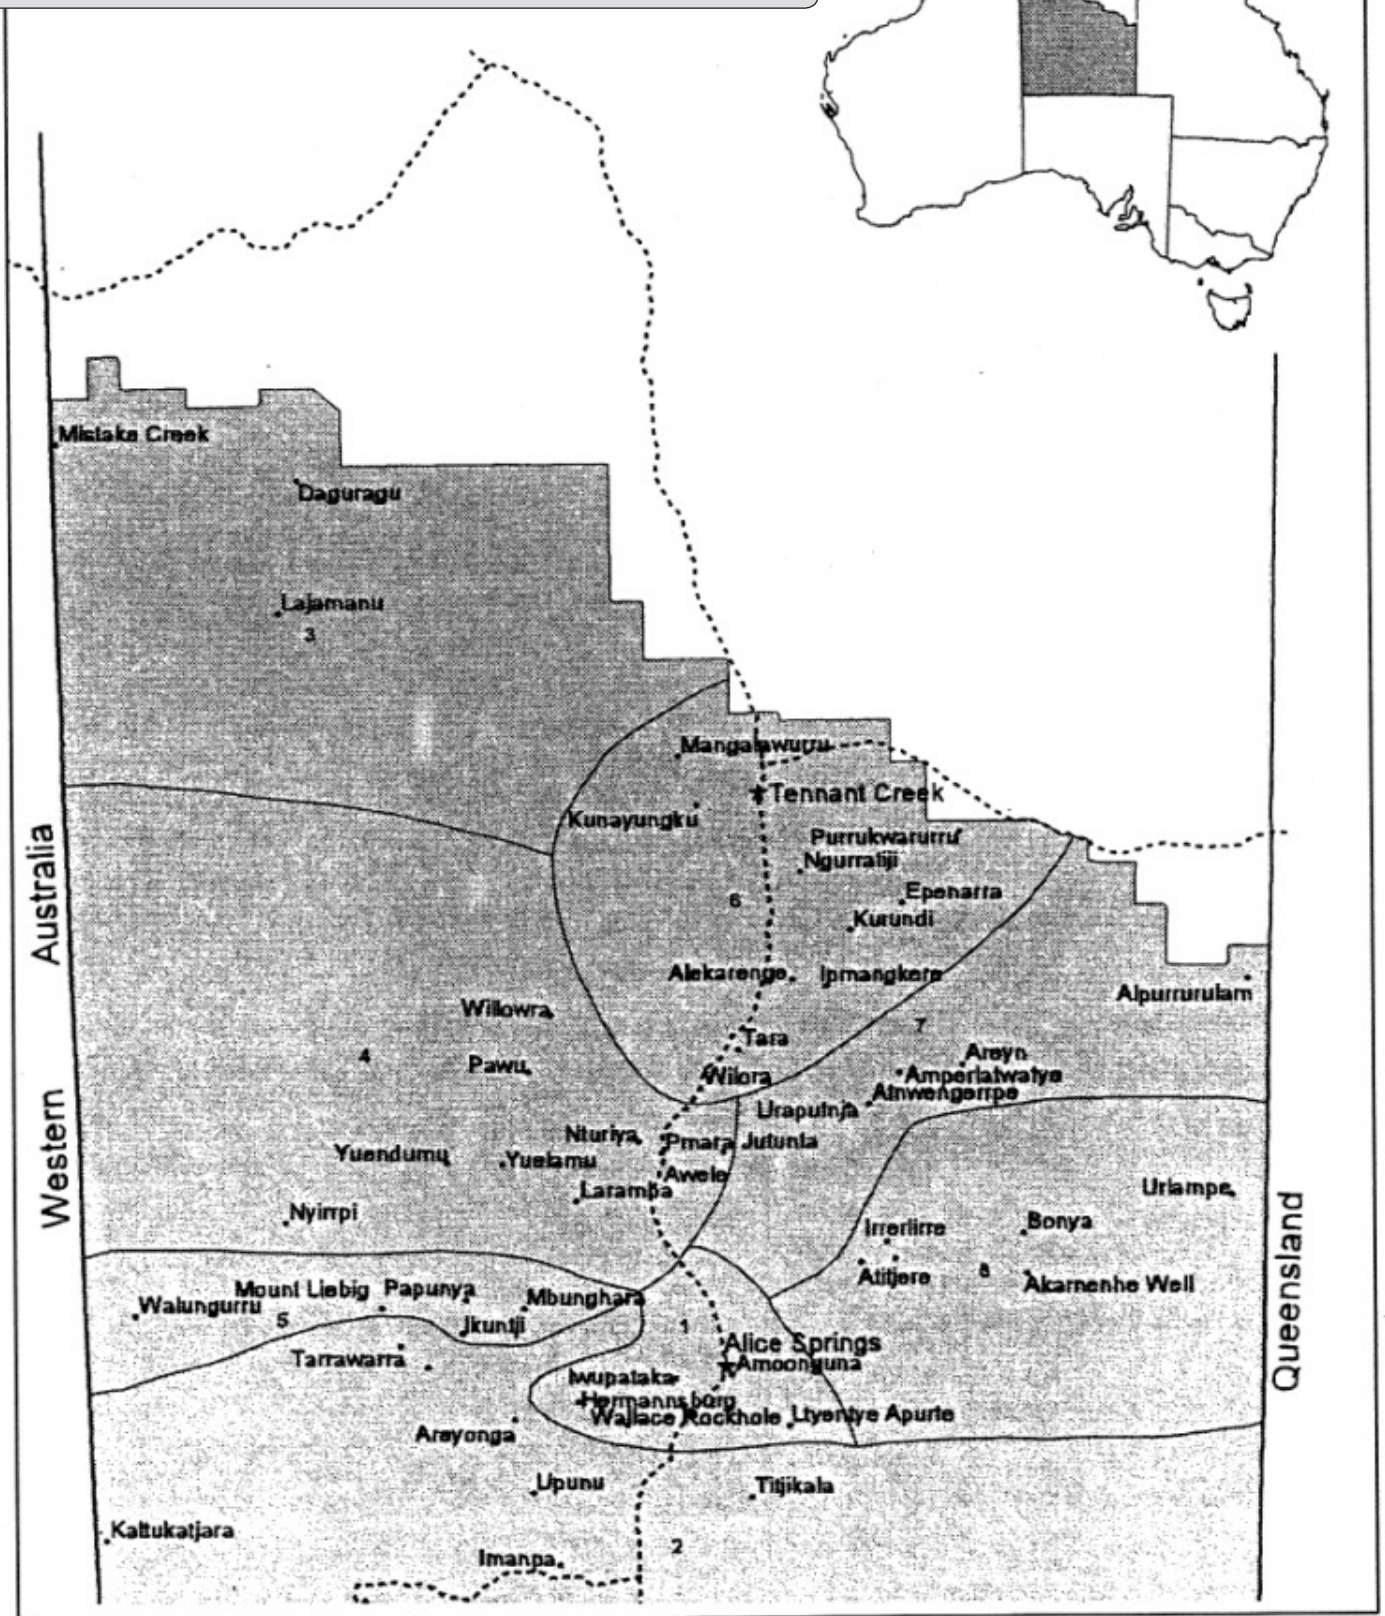 Mistake Creek
Daguragu
Lajamanu
3
Mangalawurru
Tennant Creek
Kunayungku
Purrukwarurru
Ngurratiji
Epenarra
6
Kurundi
Alekarenge
Ipmangkere
Alpurrurulam
Willowra
7
Tara
4
Areyn
Pawu
Wilora
Amperlatwatye
Atnwengerrpe
Urapuntja
Nturiya
Pmara Jutunta
Yuendumu
Yuelamu
Awele
Laramba
Urlampe
Nyirrpi
Bonya
Irrerlirre
Atitjere
8
Akarnenhe Well
Mount Liebig
Papunya
Mbunghara
Walungurru
5
Ikuntji
1
Alice Springs
Tarrawarra
Amoonguna
Iwupataka
Hermannsburg
Wallace Rockhole
Ltyentye Apurte
Areyonga
Upunu
Titjikala
Kaltukatjara
Imanpa
2
Western Australia
Queensland